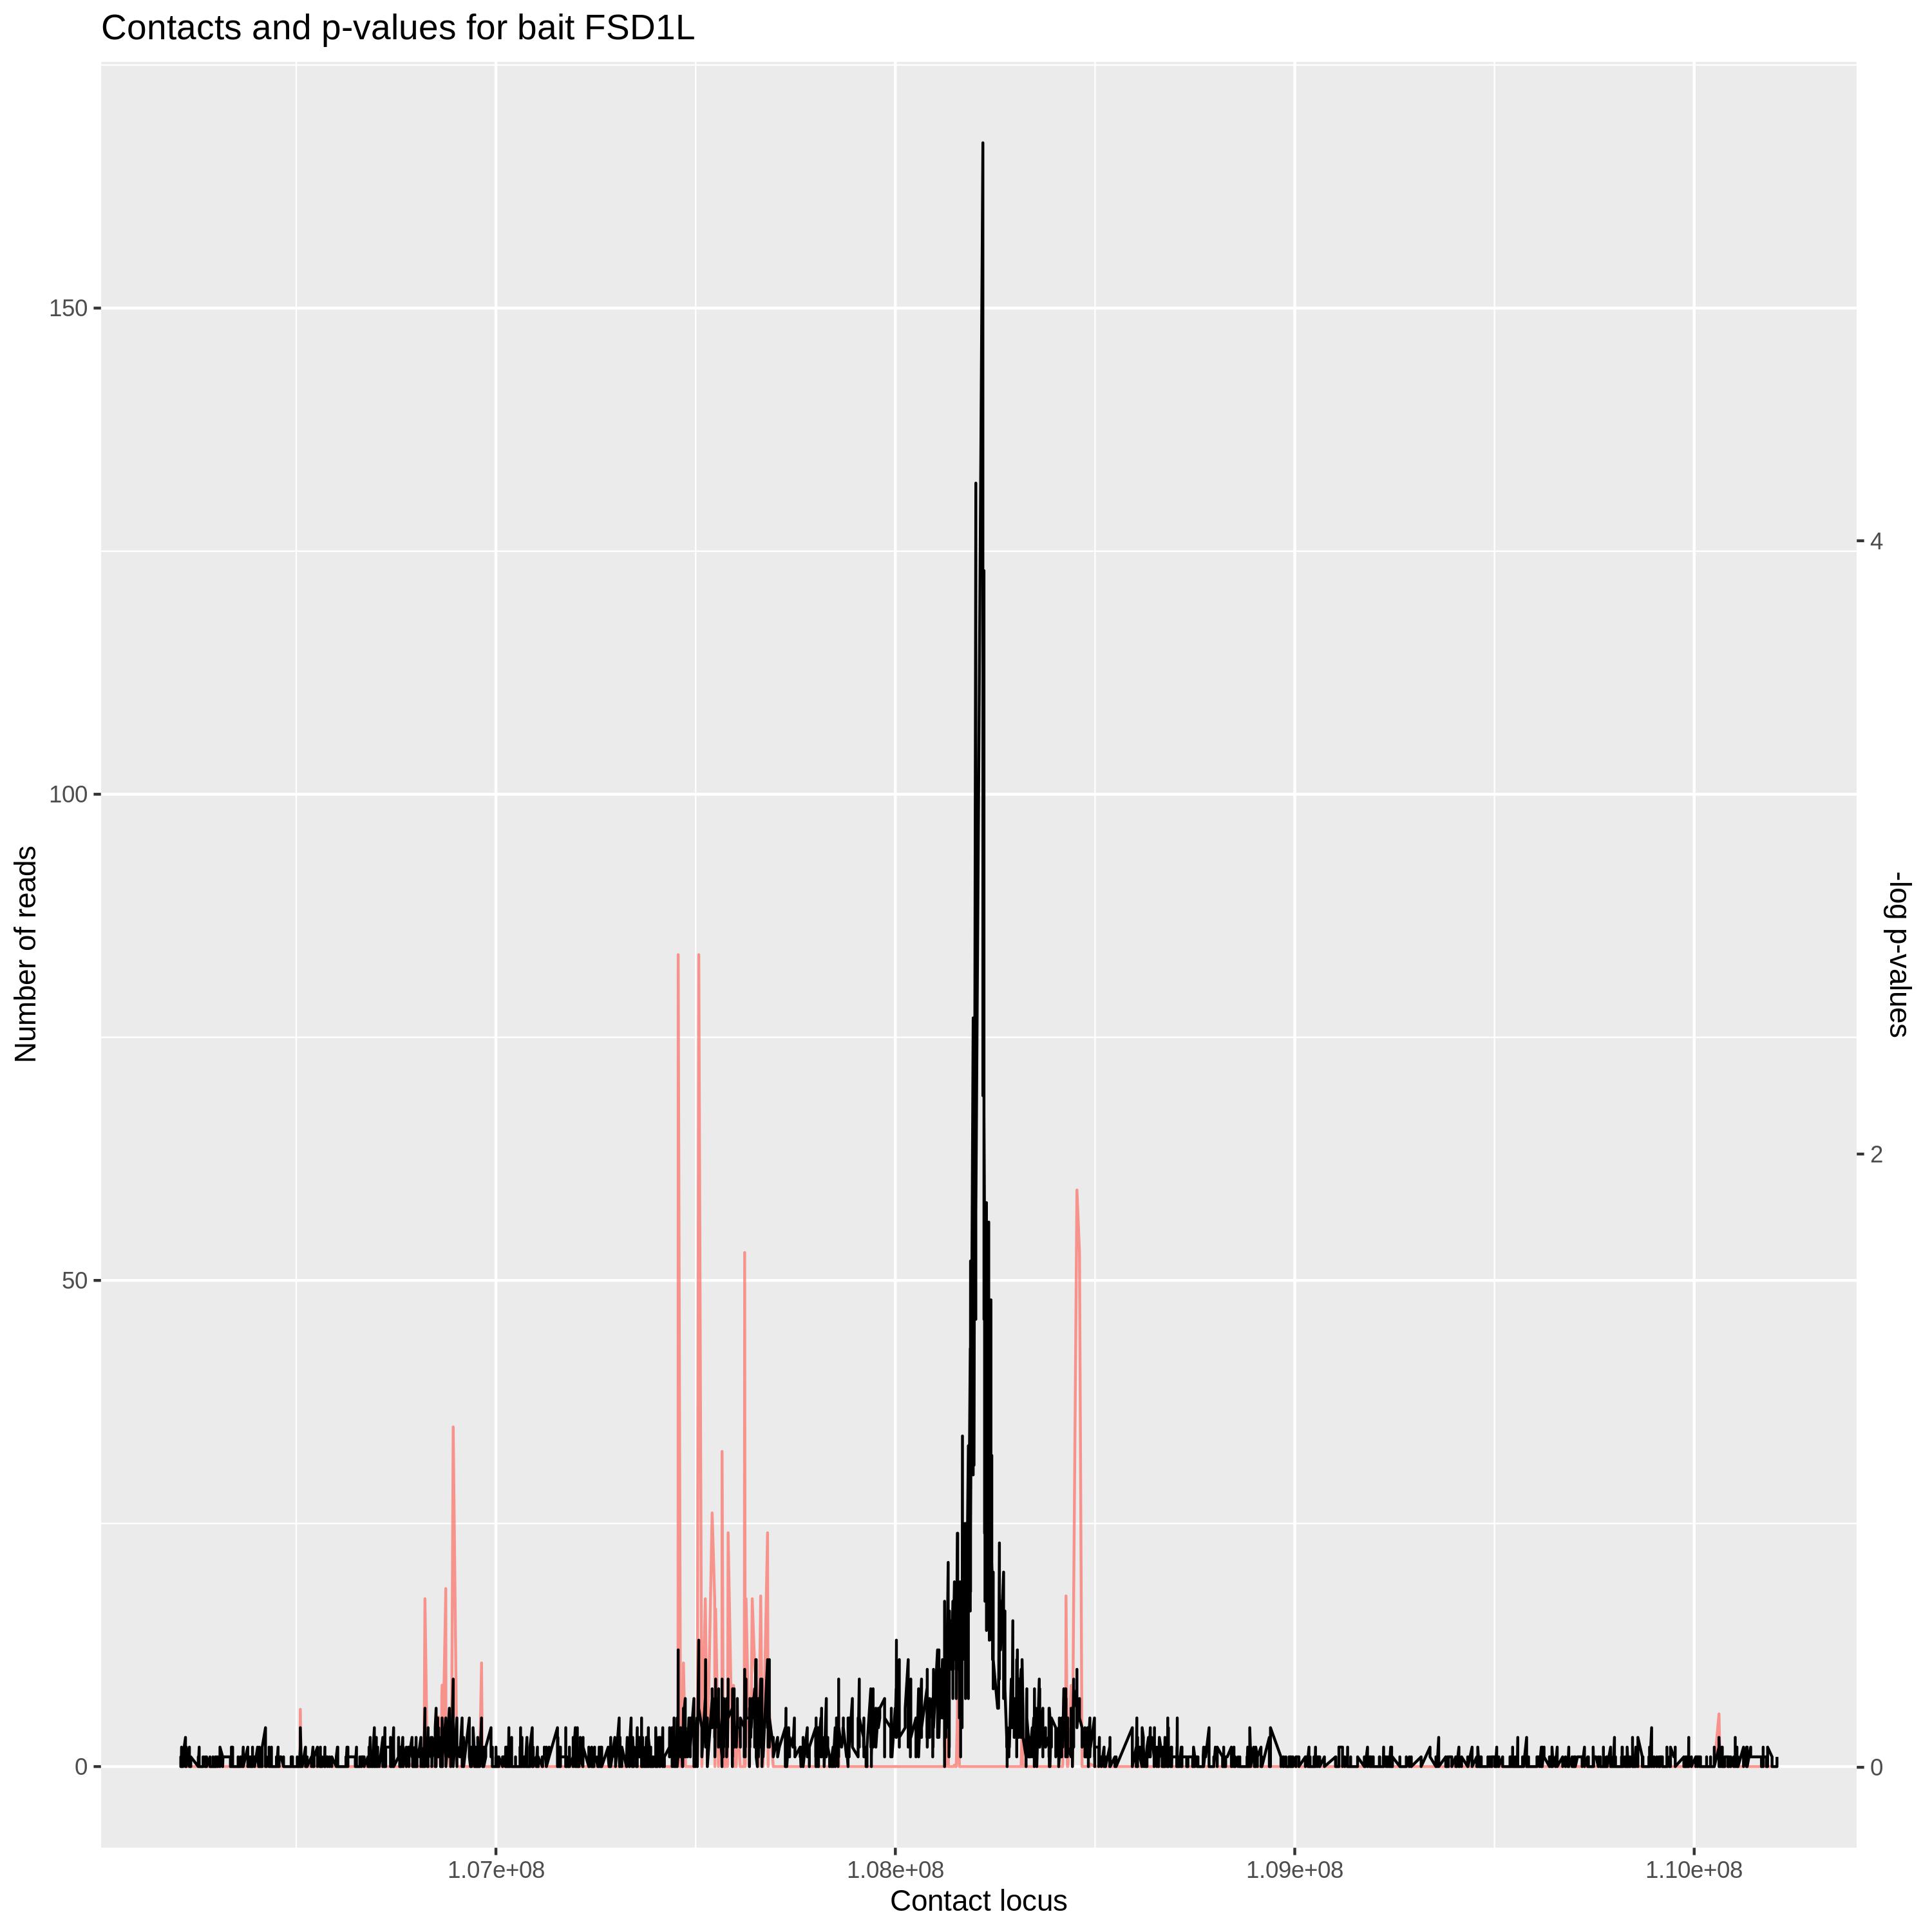 Contacts and p-values for bait FSD1L
150
100
50
0
Number of reads
4
2
0
-log p-values
1.07e+08
1.08e+08
1.09e+08
1.10e+08
Contact locus